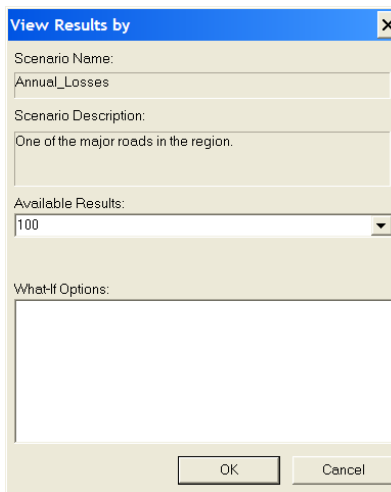 View Results by
Scenario Name:
Annual_Losses
Scenario Description:
One of the major roads in the region.
Available Results:
100
What-If Options:
OK
Cancel